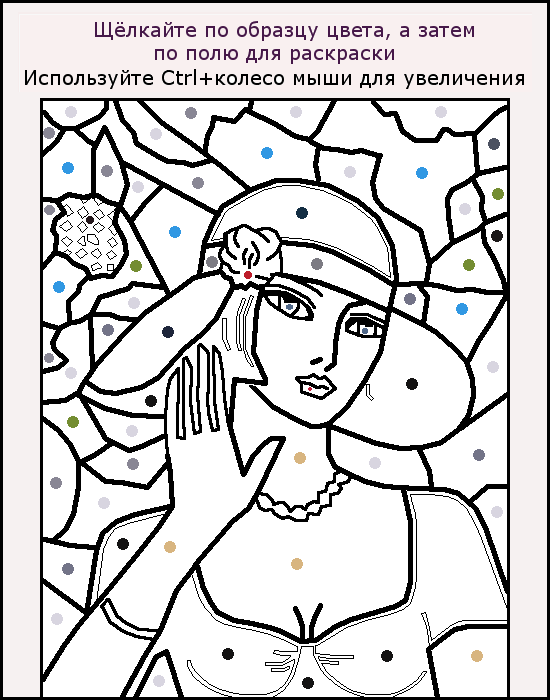 Щёлкайте по образцу цвета, а затем
по полю для раскраски
Используйте Ctrl+колесо мыши для увеличения